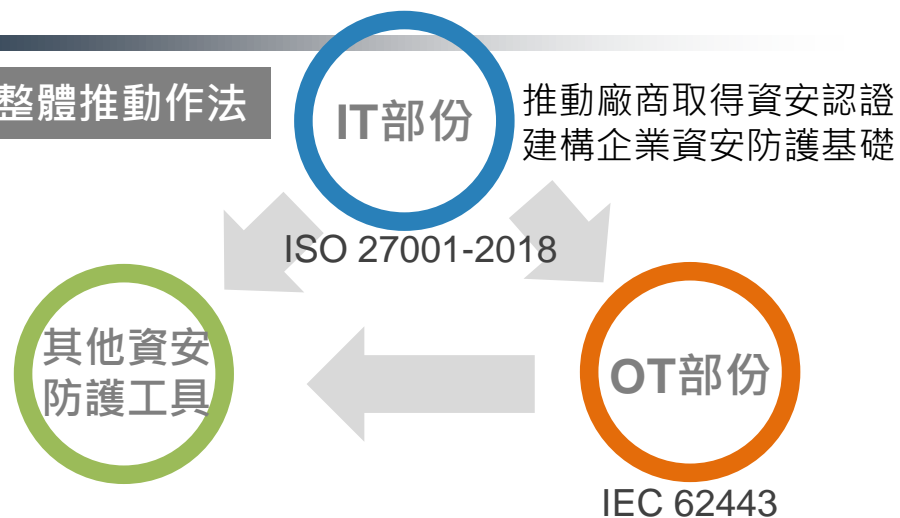 整體推動作法
IT部份
推動廠商取得資安認證
建構企業資安防護基礎
ISO 27001-2018
其他資安
防護工具
OT部份
IEC 62443